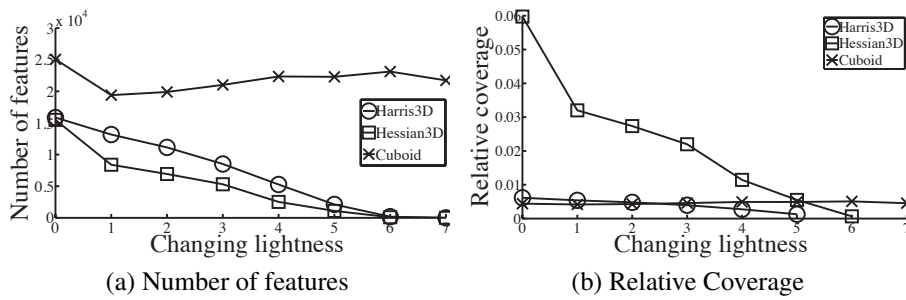 x 10⁴
3
2.5
2
1.5
1
0.5
0
0 1 2 3 4 5 6 7
Number of features
Changing lightness
Harris3D
Hessian3D
Cuboid
(a) Number of features
0.06
0.05
0.04
0.03
0.02
0.01
0
0 1 2 3 4 5 6 7
Relative coverage
Changing lightness
Harris3D
Hessian3D
Cuboid
(b) Relative Coverage